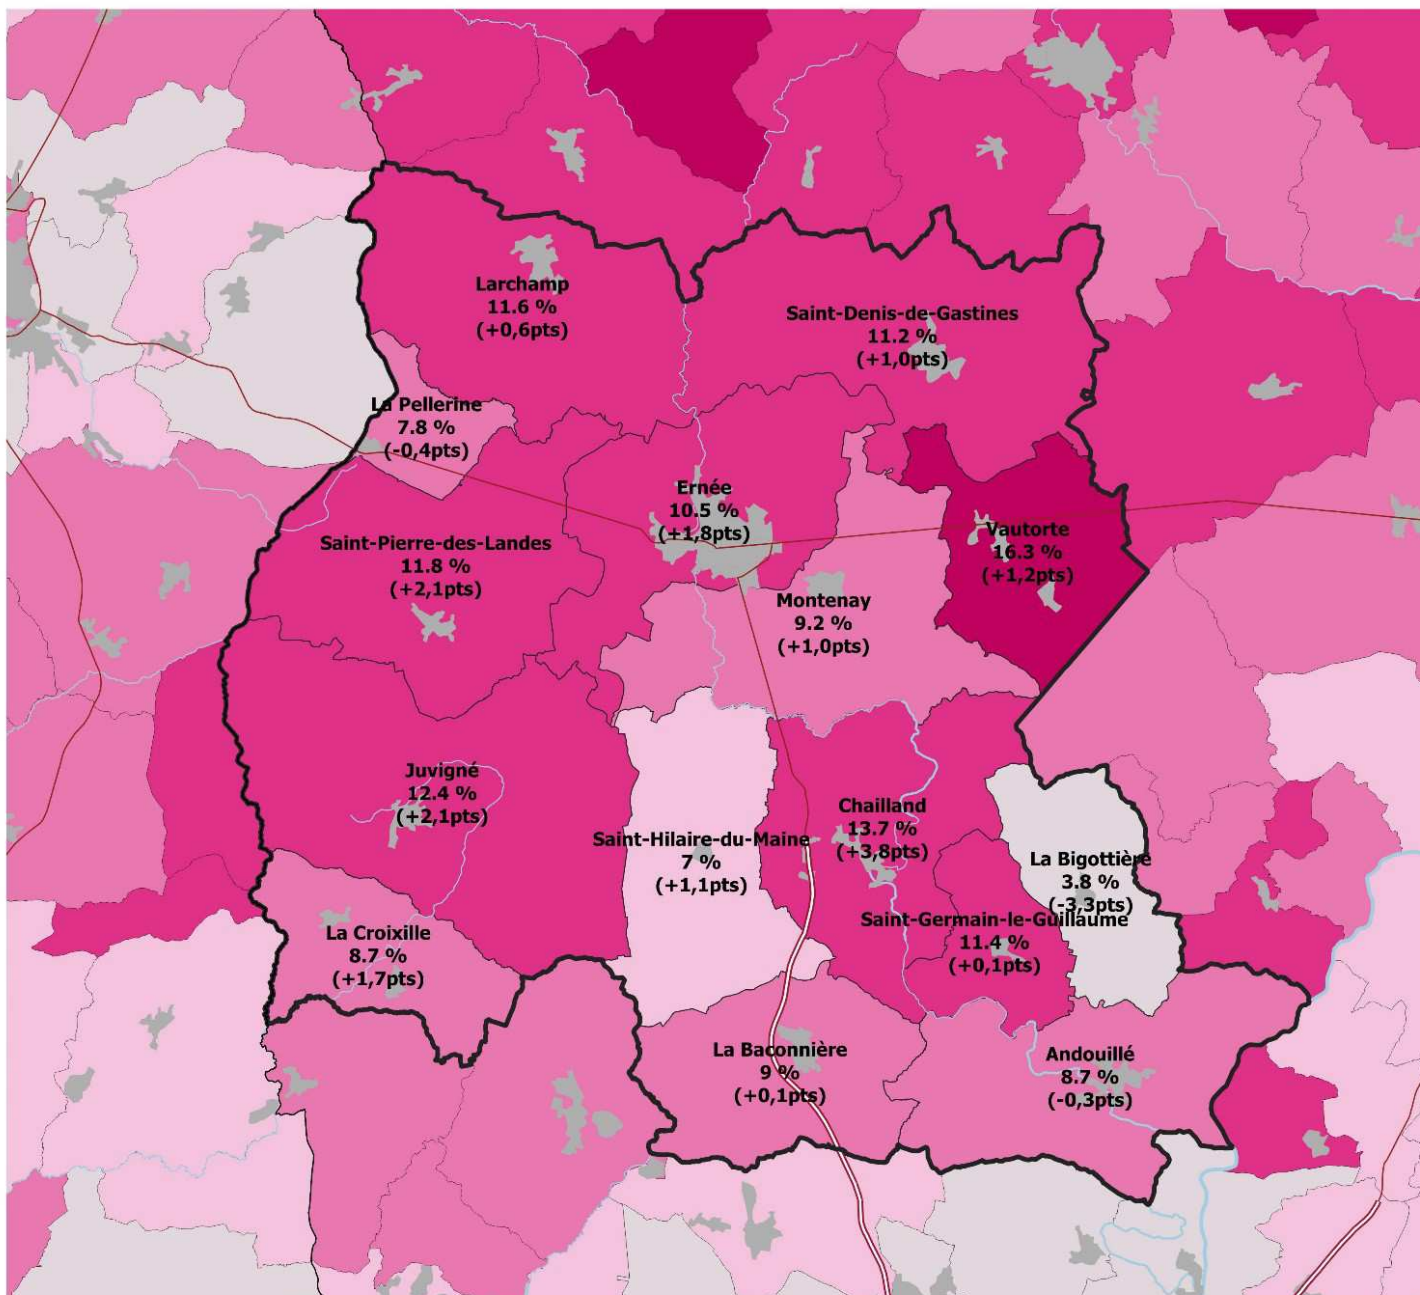 Larchamp
11.6 %
(+0,6pts)
Saint-Denis-de-Gastines
11.2 %
(+1,0pts)
La Pellerine
7.8 %
(-0,4pts)
Ernée
10.5 %
(+1,8pts)
Saint-Pierre-des-Landes
11.8 %
(+2,1pts)
Vautorte
16.3 %
(+1,2pts)
Montenay
9.2 %
(+1,0pts)
Juvigné
12.4 %
(+2,1pts)
Saint-Hilaire-du-Maine
7 %
(+1,1pts)
Chailland
13.7 %
(+3,8pts)
La Bigottière
3.8 %
(-3,3pts)
Saint-Germain-le-Guillaume
11.4 %
(+0,1pts)
La Croixille
8.7 %
(+1,7pts)
La Baconnière
9 %
(+0,1pts)
Andouillé
8.7 %
(-0,3pts)